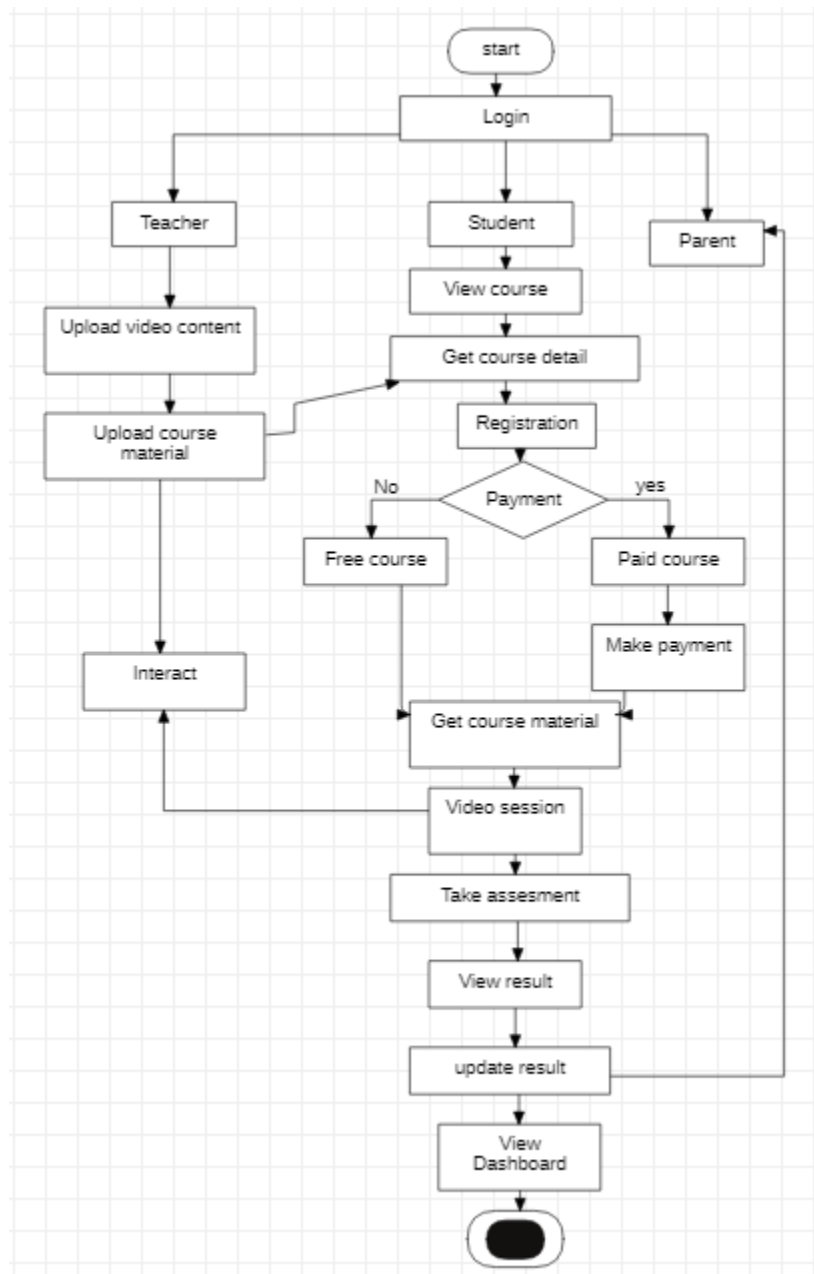 start
Login
Teacher
Student
Parent
View course
Upload video content
Get course detail
Upload course
material
Registration
No
Payment
yes
Free course
Paid course
Make payment
Interact
Get course material
Video session
Take assesment
View result
update result
View
Dashboard